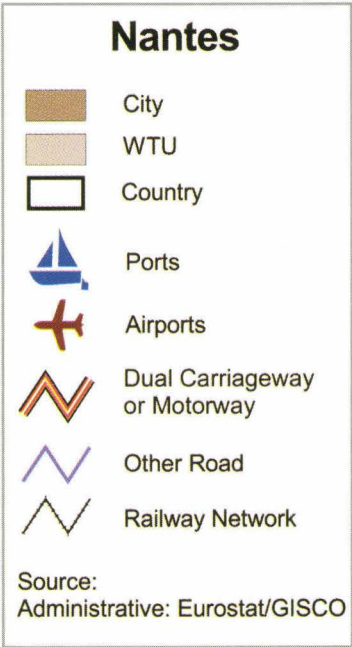 Nantes
City
WTU
Country
Ports
Airports
Dual Carriageway
or Motorway
Other Road
Railway Network
Source:
Administrative: Eurostat/GISCO